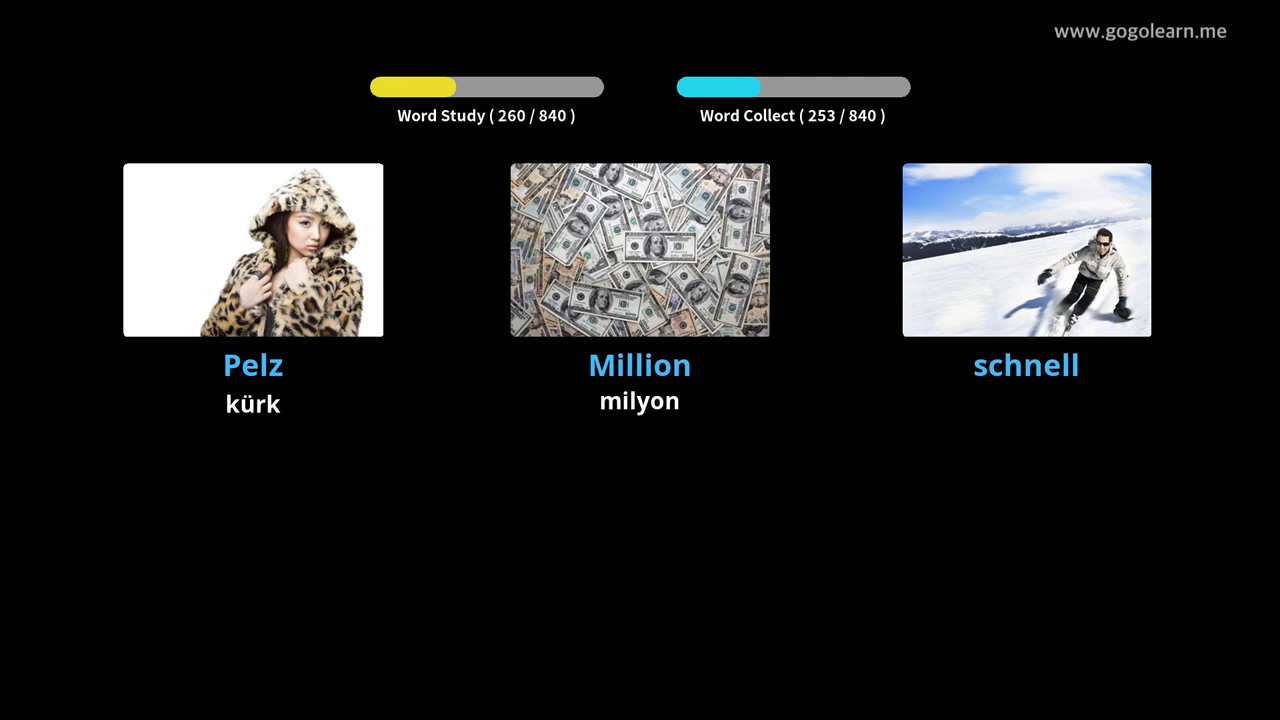 www.gogolearn.me
Word Study ( 260 / 840 )
Word Collect ( 253 / 840 )
Pelz
kürk
Million
milyon
schnell